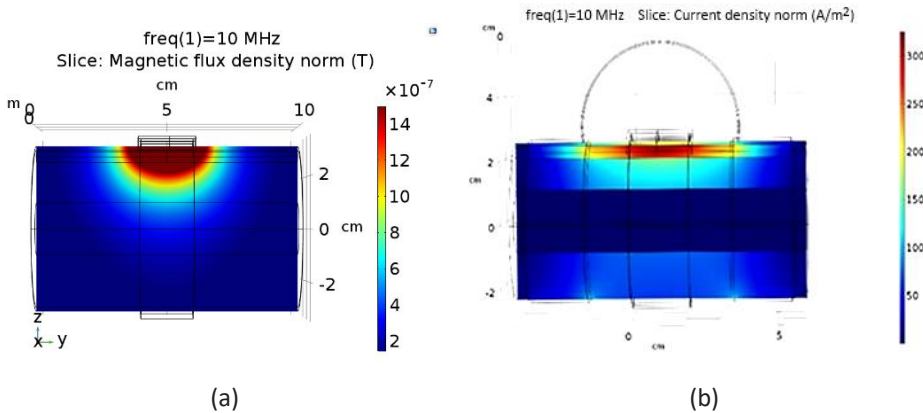 freq(1)=10 MHz
Slice: Magnetic flux density norm (T)
cm
m 0 5 10
0
×10⁻⁷
14
12
10
8
6
4
2
2
0 cm
-2
z
x y
(a)
freq(1)=10 MHz Slice: Current density norm (A/m²)
cm
0
4
2
cm
0
-2
0 5
cm
300
250
200
150
100
50
(b)